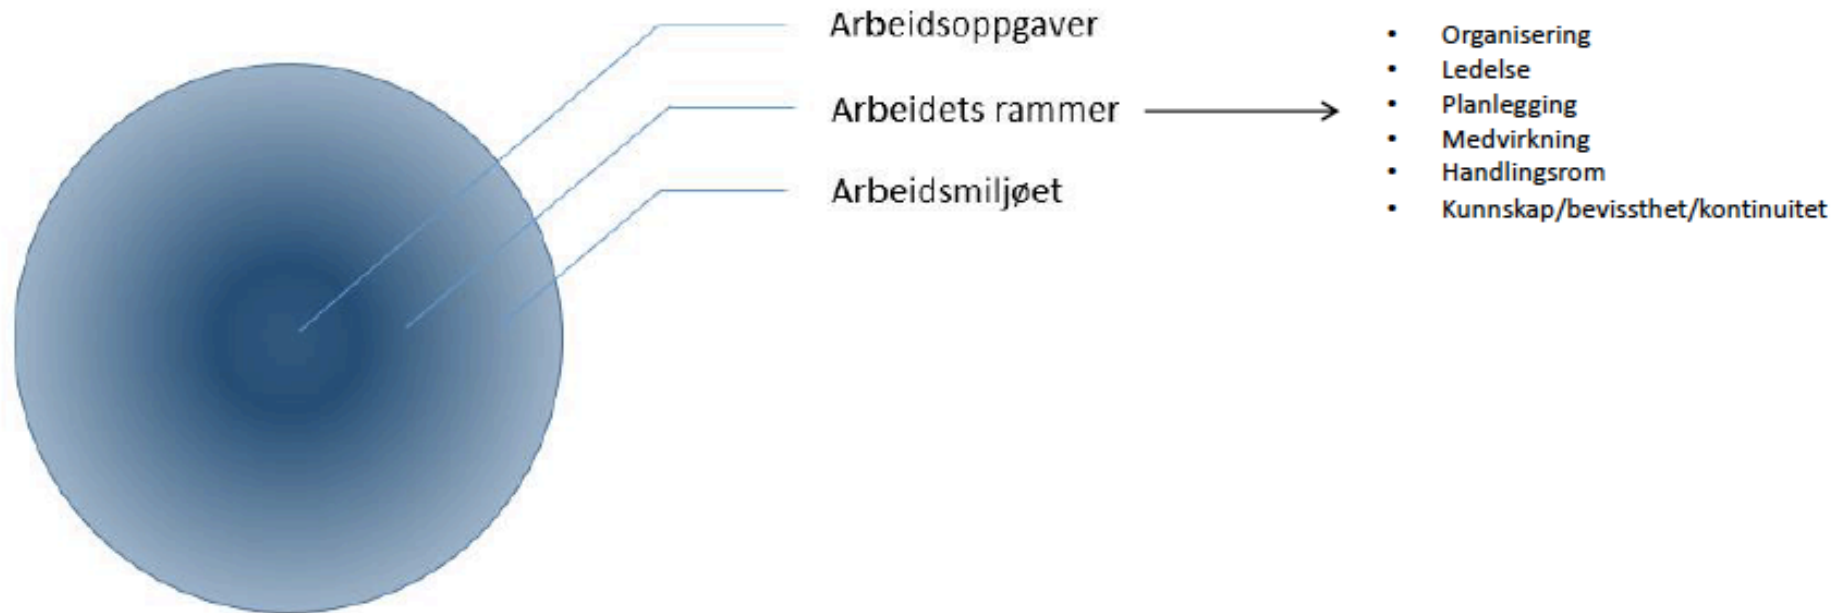 Arbeidsoppgaver
Arbeidets rammer
Arbeidsmiljøet
• Organisering
• Ledelse
• Planlegging
• Medvirkning
• Handlingsrom
• Kunnskap/bevissthet/kontinuitet